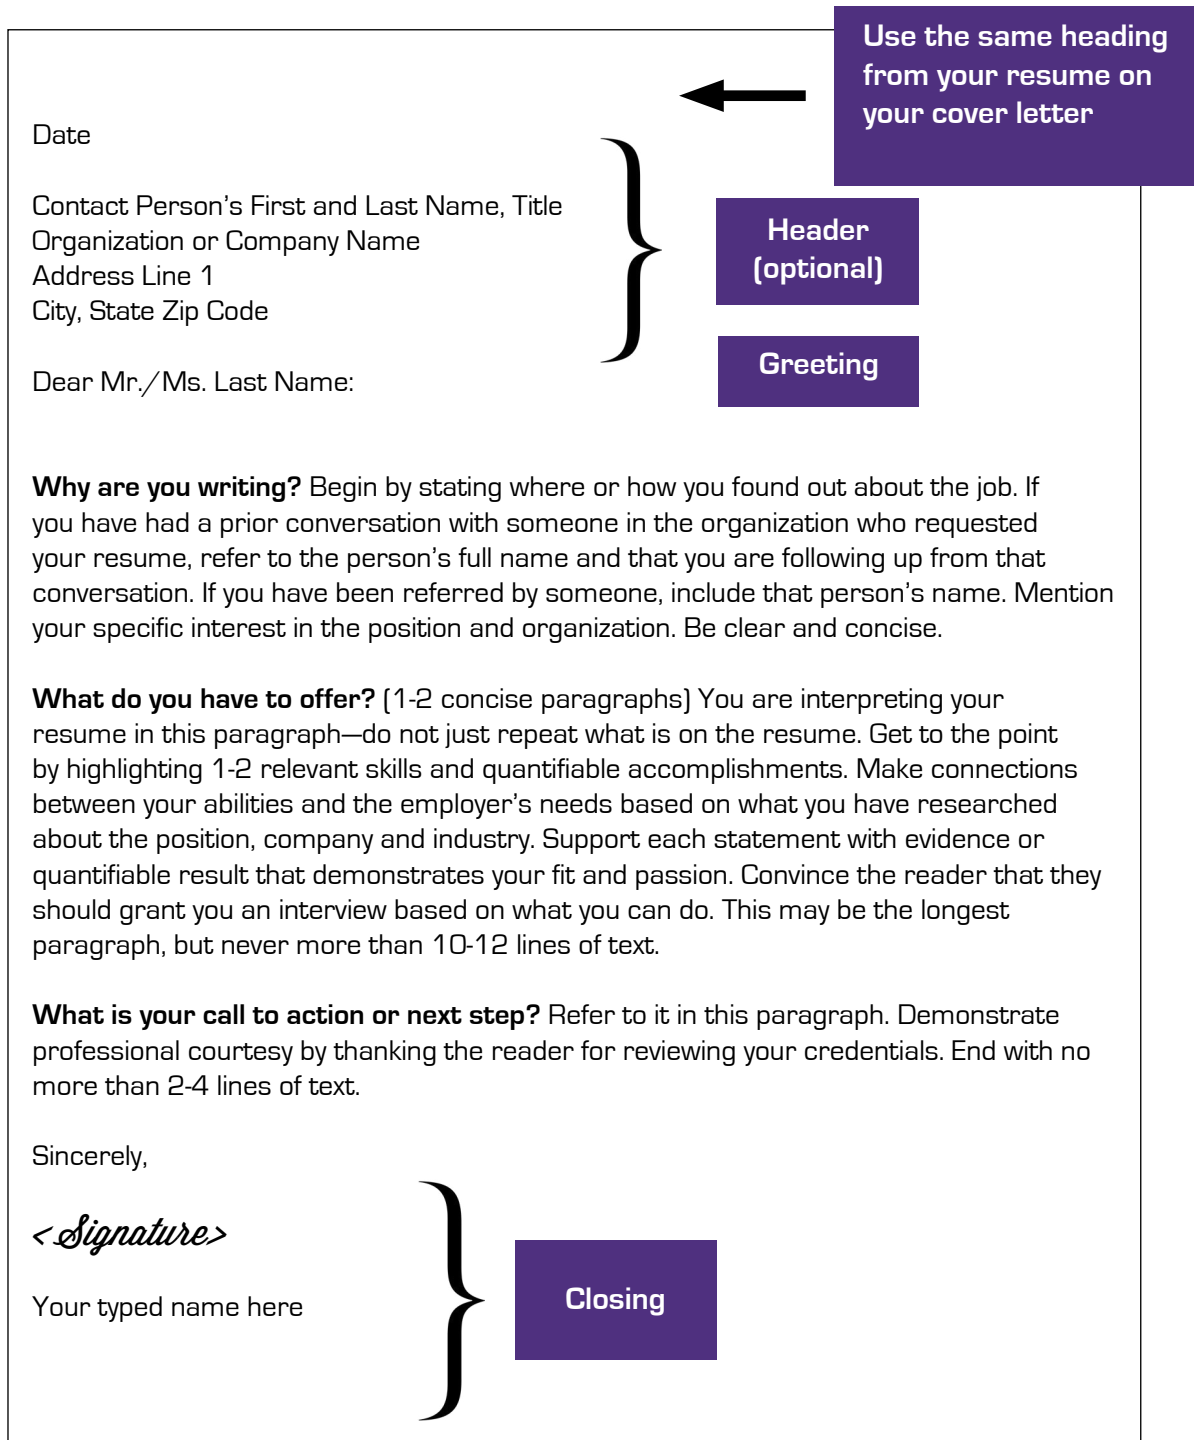 Use the same heading
from your resume on
your cover letter
Date
Contact Person’s First and Last Name, Title
Organization or Company Name
Address Line 1
City, State Zip Code
Header
(optional)
Greeting
Dear Mr./Ms. Last Name:
Why are you writing? Begin by stating where or how you found out about the job. If
you have had a prior conversation with someone in the organization who requested
your resume, refer to the person’s full name and that you are following up from that
conversation. If you have been referred by someone, include that person’s name. Mention
your specific interest in the position and organization. Be clear and concise.
What do you have to offer? (1-2 concise paragraphs) You are interpreting your
resume in this paragraph—do not just repeat what is on the resume. Get to the point
by highlighting 1-2 relevant skills and quantifiable accomplishments. Make connections
between your abilities and the employer’s needs based on what you have researched
about the position, company and industry. Support each statement with evidence or
quantifiable result that demonstrates your fit and passion. Convince the reader that they
should grant you an interview based on what you can do. This may be the longest
paragraph, but never more than 10-12 lines of text.
What is your call to action or next step? Refer to it in this paragraph. Demonstrate
professional courtesy by thanking the reader for reviewing your credentials. End with no
more than 2-4 lines of text.
Sincerely,
<Signature>
Your typed name here
Closing